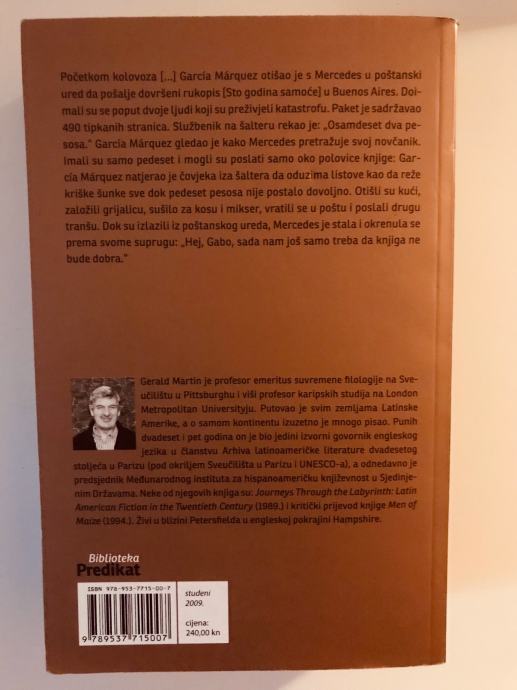 Početkom kolovoza [...] García Márquez otišao je s Mercedes u poštanski
ured da pošalje dovršeni rukopis [Sto godina samoće] u Buenos Aires. Doi-
mali su se poput dvoje ljudi koji su preživjeli katastrofu. Paket je sadržavao
490 tipkanih stranica. Službenik na šalteru rekao je: „Osamdeset dva pe-
sosa.“ García Márquez gledao je kako Mercedes pretražuje svoj novčanik.
Imali su samo pedeset i mogli su poslati samo oko polovice knjige: Gar-
cía Márquez natjerao je čovjeka iza šaltera da oduzima listove kao da reže
kriške šunke sve dok pedeset pesosa nije postalo dovoljno. Otišli su kući,
založili grijalicu, sušilo za kosu i mikser, vratili se u poštu i poslali drugu
tranšu. Dok su izlazili iz poštanskog ureda, Mercedes je stala i okrenula se
prema svome suprugu: „Hej, Gabo, sada nam još samo treba da knjiga ne
bude dobra.“
Gerald Martin je profesor emeritus suvremene filologije na Sve-
učilištu u Pittsburghu i viši profesor karipskih studija na London
Metropolitan Universityju. Putovao je svim zemljama Latinske
Amerike, a o samom kontinentu izuzetno je mnogo pisao. Punih
dvadeset i pet godina on je bio jedini izvorni govornik engleskog
jezika u članstvu Arhiva latinoameričke literature dvadesetog
stoljeća u Parizu (pod okriljem Sveučilišta u Parizu i UNESCO-a), a odnedavno je
predsjednik Međunarodnog instituta za hispanoameričku književnost u Sjedinje-
nim Državama. Neke od njegovih knjiga su: Journeys Through the Labyrinth: Latin
American Fiction in the Twentieth Century (1989.) i kritički prijevod knjige Men of
Maize (1994.). Živi u blizini Petersfielda u engleskoj pokrajini Hampshire.
Biblioteka
Predikat
ISBN 978-953-7715-00-7
9 789537 715007
studeni
2009.
cijena:
240,00 kn